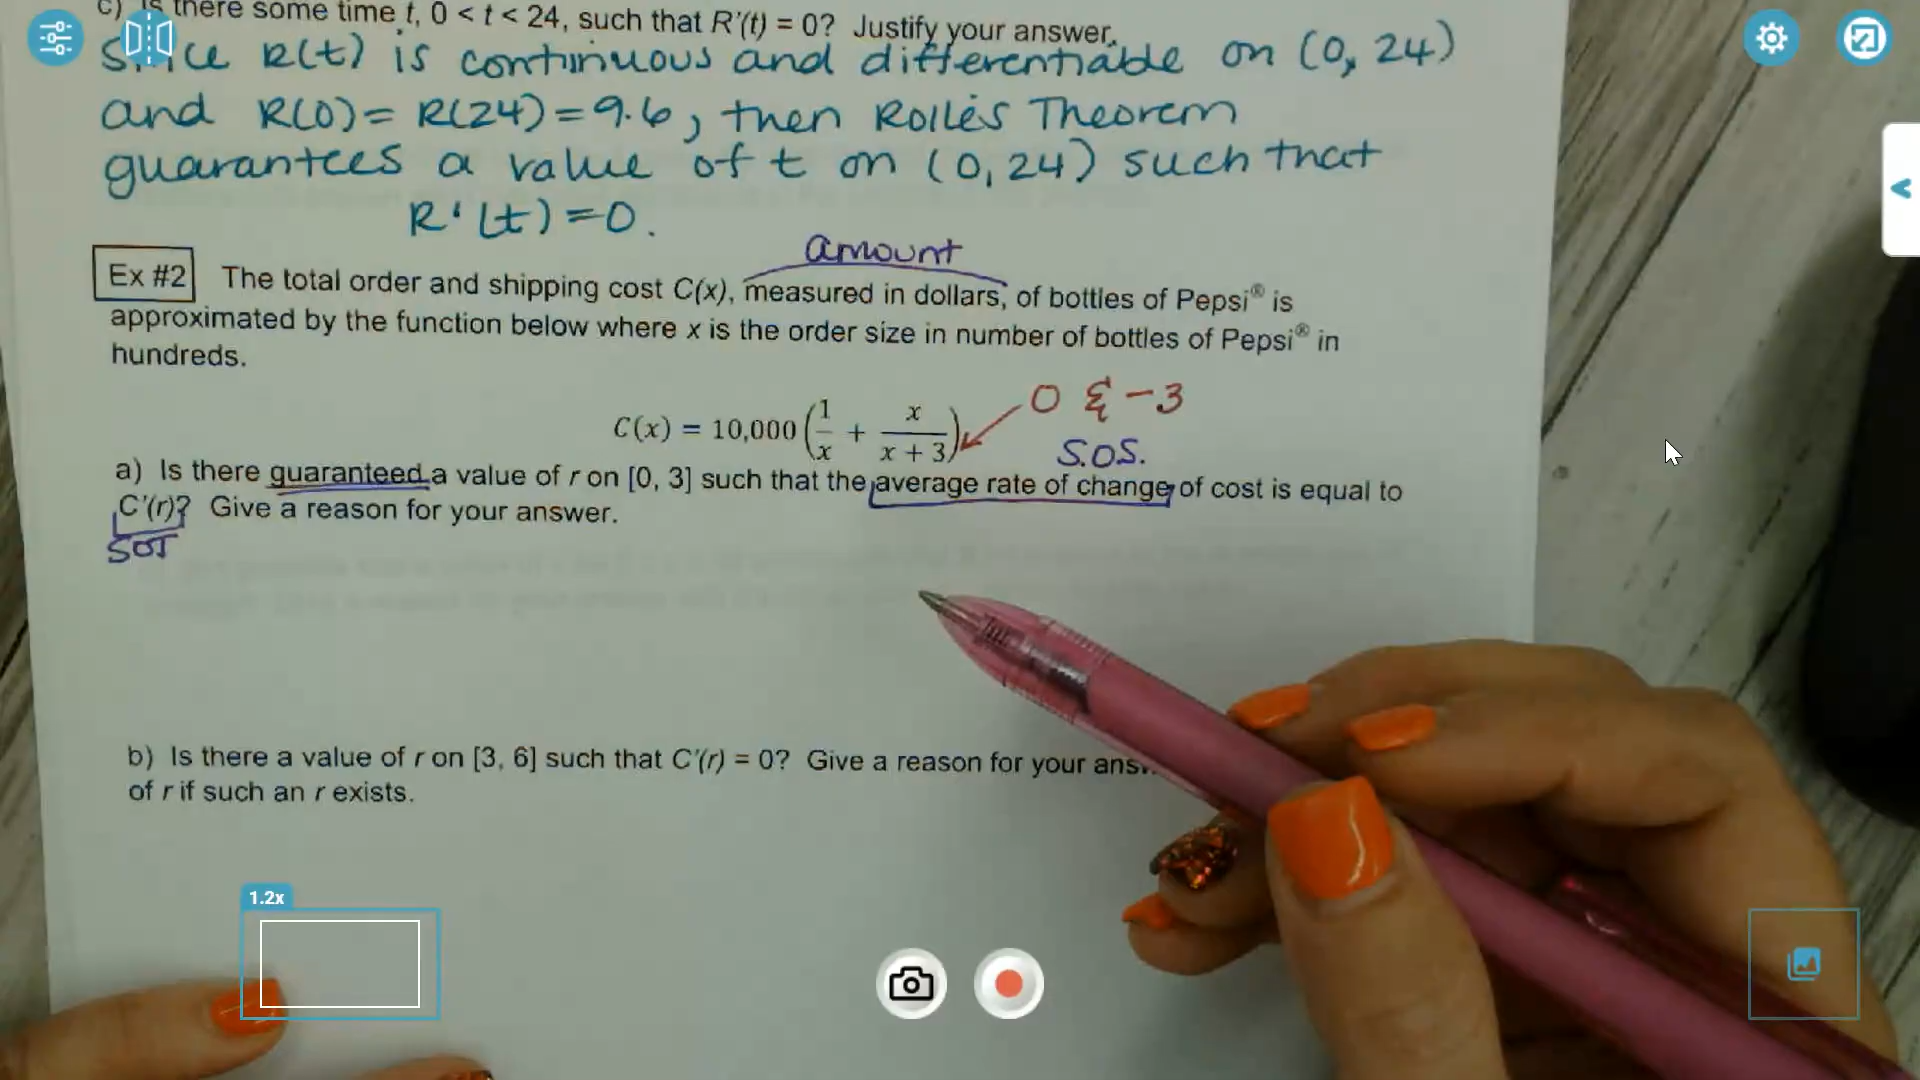 c) Is there some time t, 0 < t < 24, such that R'(t) = 0? Justify your answer.
Since R(t) is continuous and differentiable on (0, 24)
and R(0) = R(24) = 9.6, then Rolle's Theorem
guarantees a value of t on (0, 24) such that
R'(t) = 0.
amount
Ex #2 The total order and shipping cost C(x), measured in dollars, of bottles of Pepsi® is
approximated by the function below where x is the order size in number of bottles of Pepsi® in
hundreds.
0 & -3
C(x) = 10,000 (1/x + x/(x + 3))
S.O.S.
a) Is there guaranteed a value of r on [0, 3] such that the average rate of change of cost is equal to
C'(r)? Give a reason for your answer.
SOT
b) Is there a value of r on [3, 6] such that C'(r) = 0? Give a reason for your
of r if such an r exists.
1.2x